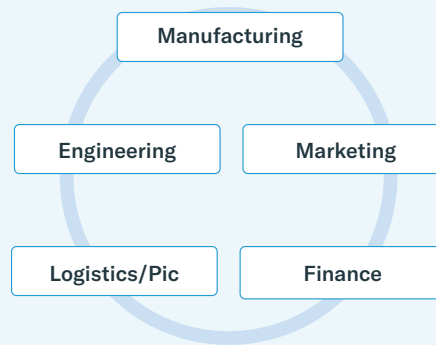 Manufacturing
Engineering
Marketing
Logistics/Pic
Finance